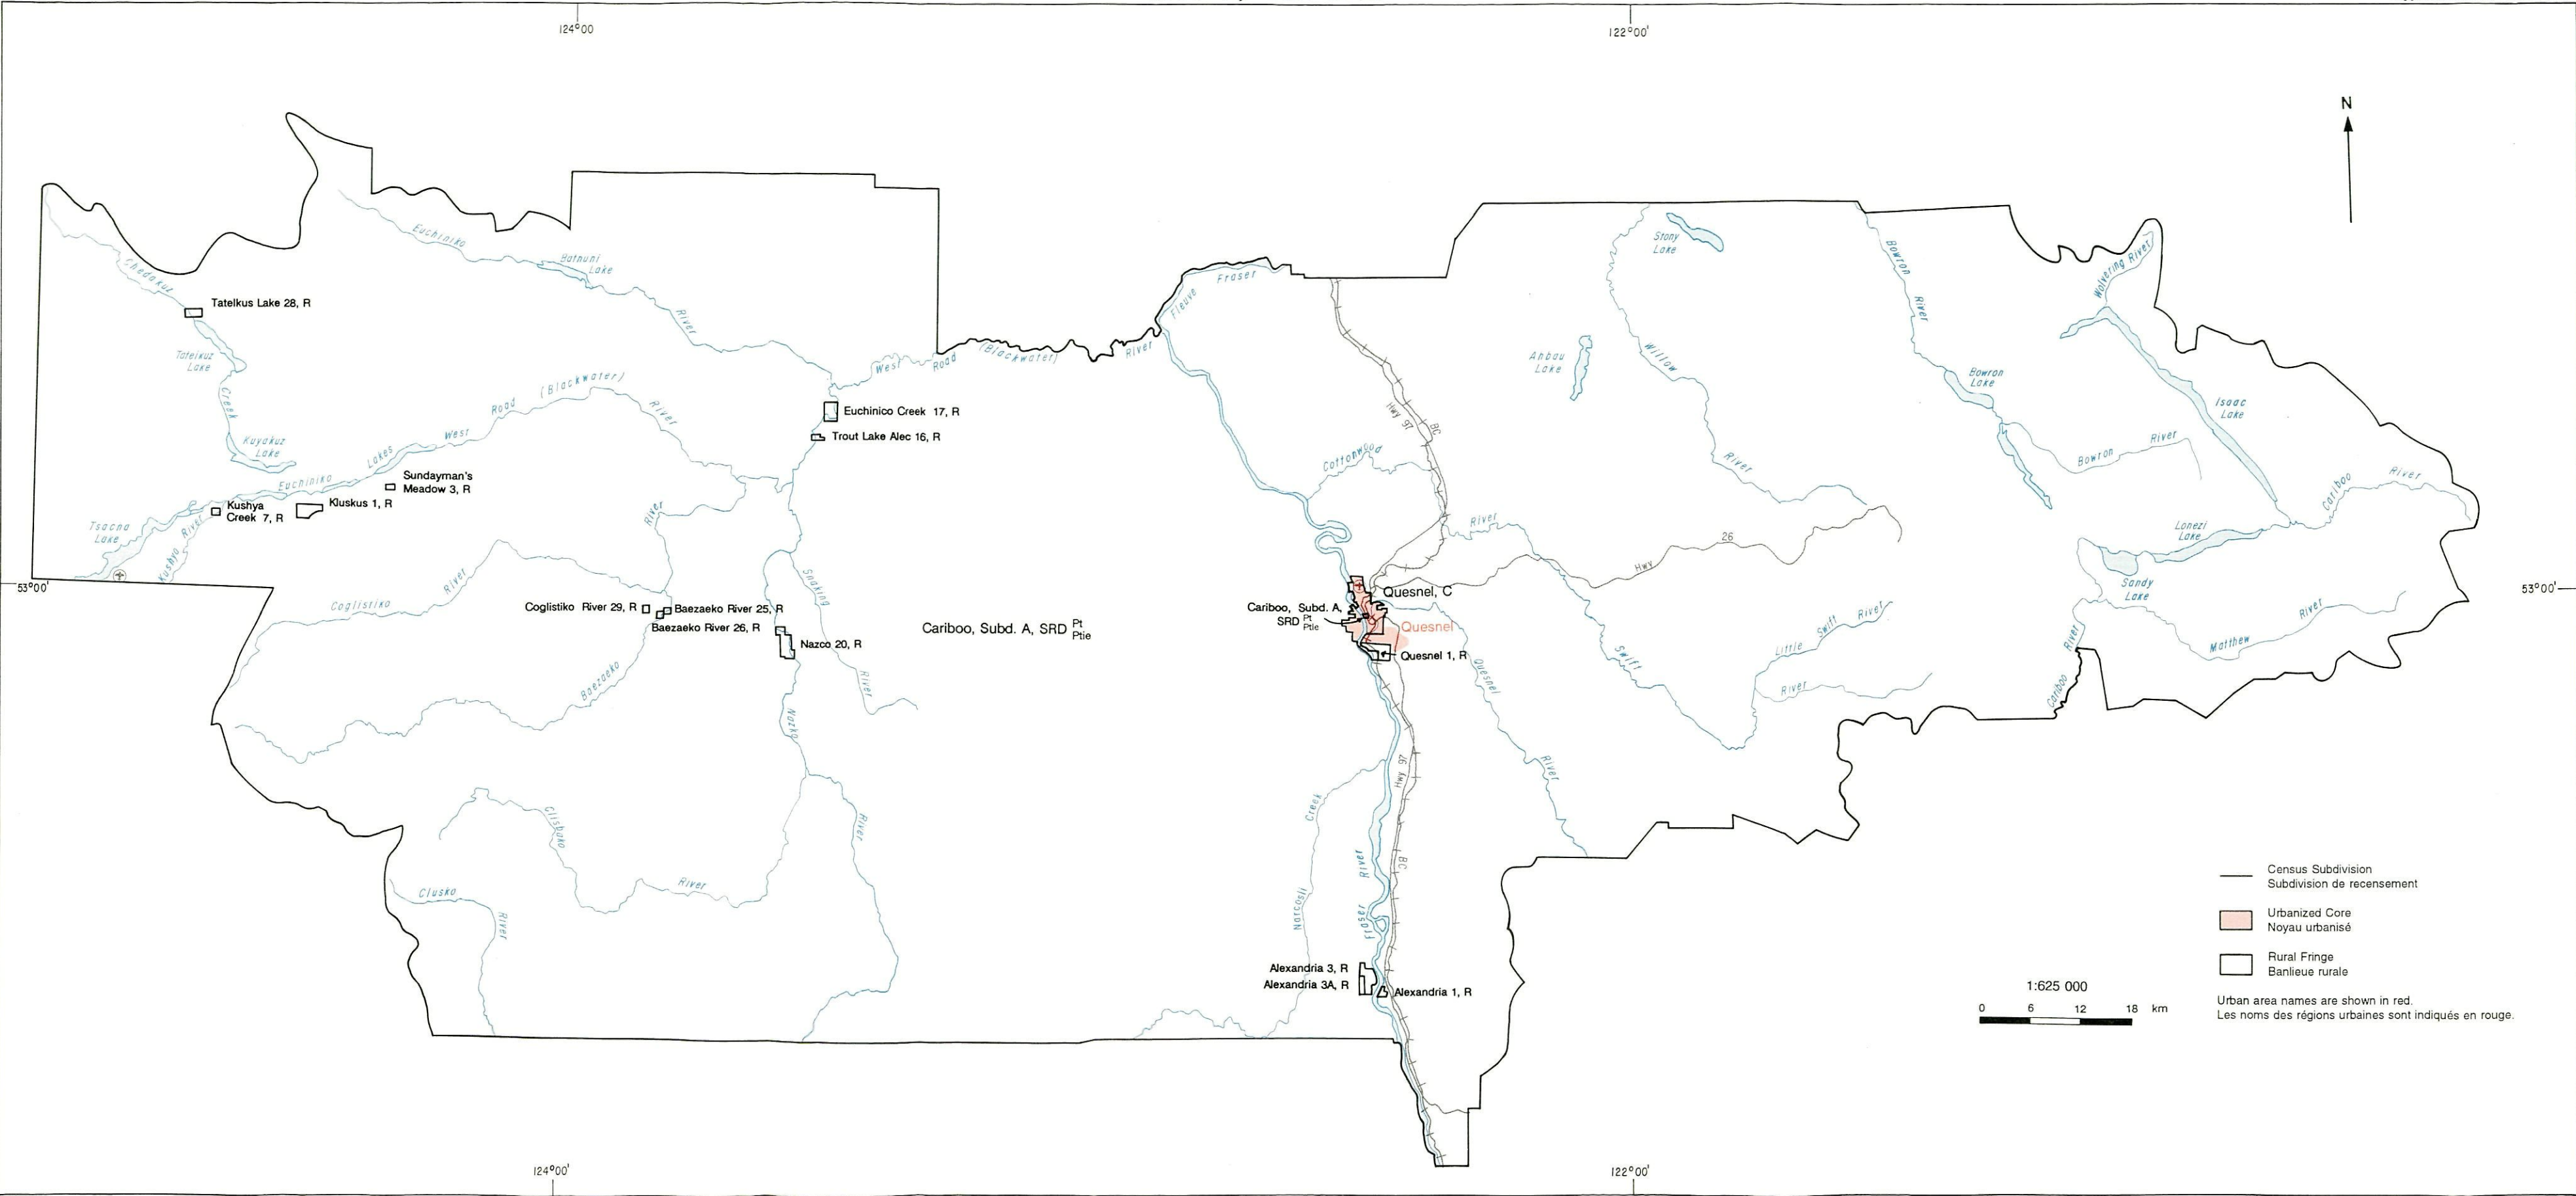 124°00'
122°00'
N
Euchiniko
Batnuni
Lake
River
Chedakuz
Tatelkus Lake 28, R
Tateikuz
Lake
Creek
Kuyakuz
Lake
Road
(Blackwater)
River
West
Lakes
Euchiniko
Sundayman's
Meadow 3, R
Kluskus 1, R
Kushya
Creek 7, R
Tsacha
Lake
Kushya River
Euchinico Creek 17, R
Trout Lake Alec 16, R
West
Road
(Blackwater)
River
Fleuve
Fraser
Stony
Lake
Ahbau
Lake
Willow
River
Bowron
River
Bowron
Lake
Bowron
River
Wolvering River
Isaac
Lake
Cariboo
River
Lonezi
Lake
Sandy
Lake
Matthew
River
Cariboo
River
Hwy 97
BC
Cottonwood
River
Hwy
26
53°00'
53°00'
Coglistiko
River
River
Coglistiko River 29, R
Baezaeko River 25, R
Baezaeko River 26, R
Baezaeko
Nazco 20, R
Snaking
River
Nazko
River
Cariboo, Subd. A, SRD Pt
Ptie
Cariboo, Subd. A,
SRD Pt
Ptie
Quesnel, C
Quesnel
Quesnel 1, R
Quesnel
River
Swift
Little Swift River
River
Clisbako
River
Clusko
River
Narcosli
Creek
Fraser River
Hwy 97
BC
Alexandria 3, R
Alexandria 3A, R
Alexandria 1, R
Census Subdivision
Subdivision de recensement
Urbanized Core
Noyau urbanisé
Rural Fringe
Banlieue rurale
Urban area names are shown in red.
Les noms des régions urbaines sont indiqués en rouge.
1:625 000
0 6 12 18 km
124°00'
122°00'